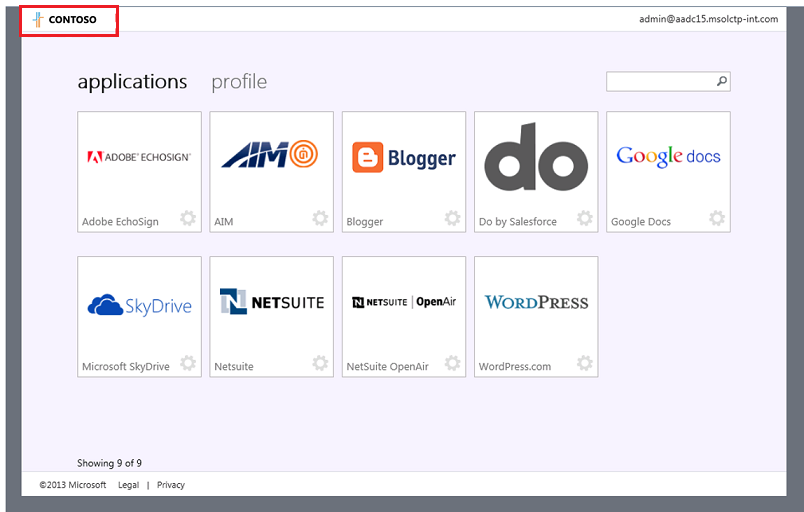 CONTOSO
admin@aadc15.msolctp-int.com
applications profile
ADOBE® ECHOSIGN™
AIM
Blogger
do
Google docs
Adobe EchoSign
AIM
Blogger
Do by Salesforce
Google Docs
SkyDrive
NETSUITE
NETSUITE | OpenAir
WORDPRESS
Microsoft SkyDrive
Netsuite
NetSuite OpenAir
WordPress.com
Showing 9 of 9
©2013 Microsoft Legal | Privacy